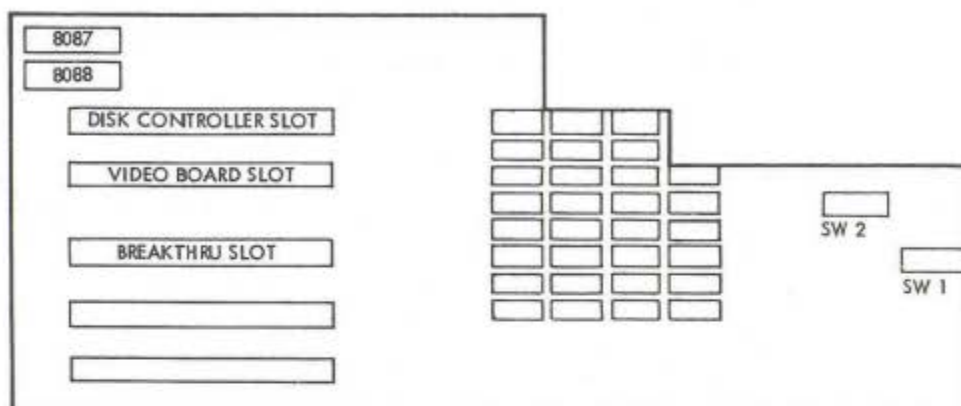 8087
8088
DISK CONTROLLER SLOT
VIDEO BOARD SLOT
BREAKTHRU SLOT
SW 2
SW 1